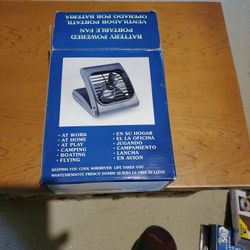 BATTERY POWERED
PORTABLE FAN
VENTILADOR PORTATIL
OPERADO POR BATERIA
• AT WORK
• AT HOME
• AT PLAY
• CAMPING
• BOATING
• FLYING
• EN SU HOGAR
• EL LA OFICINA
• JUGANDO
• CAMPAMIENTO
• LANCHA
• EN AVION
KEEPING YOU COOL WHEREVER LIFE TAKES YOU
MANTENIENDOTE FRESCO DONDE QUIERA LA VIDA TE LLEVE